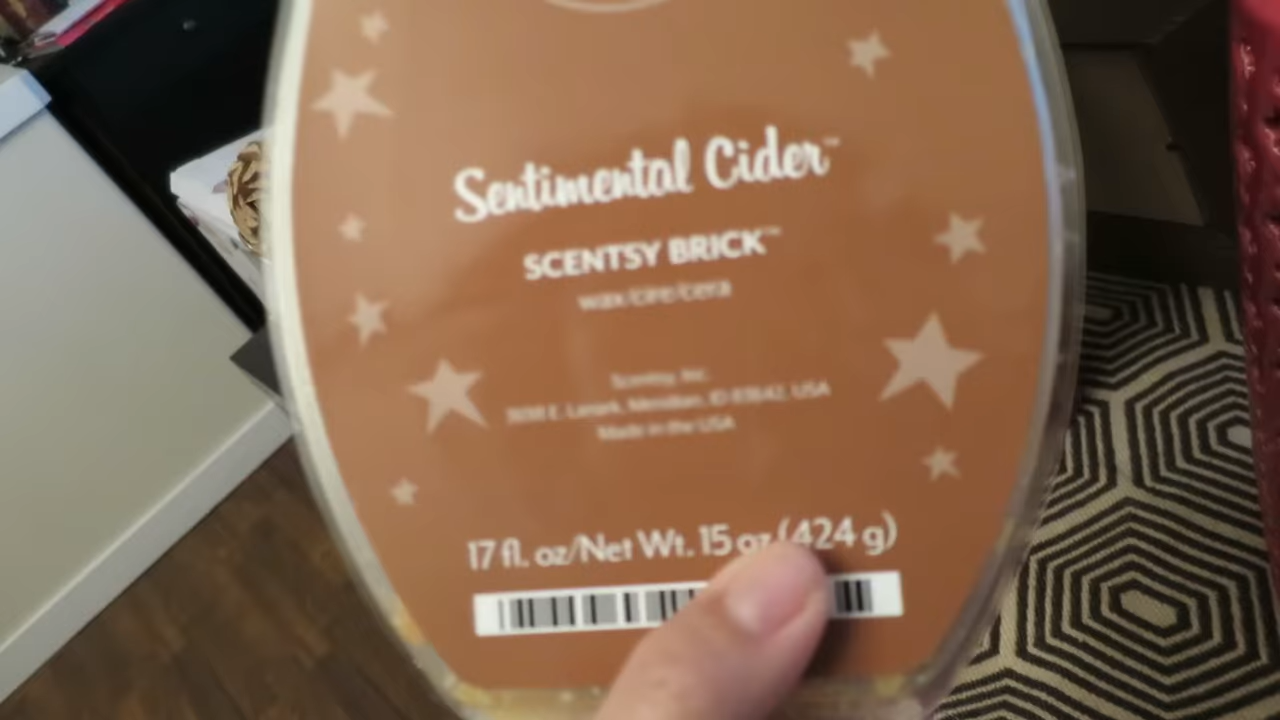 Sentimental Cider™
SCENTSY BRICK™
wax/cire/cera
Scentsy, Inc.
Lanark, Meridian, ID 83642, USA
Made in the USA
17 fl. oz/Net Wt. 15 oz (424 g)